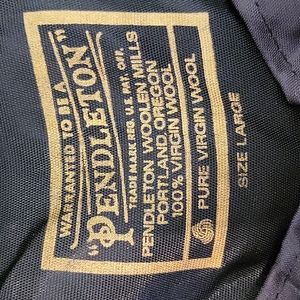 WARRANTED TO BE A
"PENDLETON"
TRADE MARK REG. U.S. PAT. OFF.
PENDLETON WOOLEN MILLS
PORTLAND, OREGON
100% VIRGIN WOOL
PURE VIRGIN WOOL
SIZE LARGE